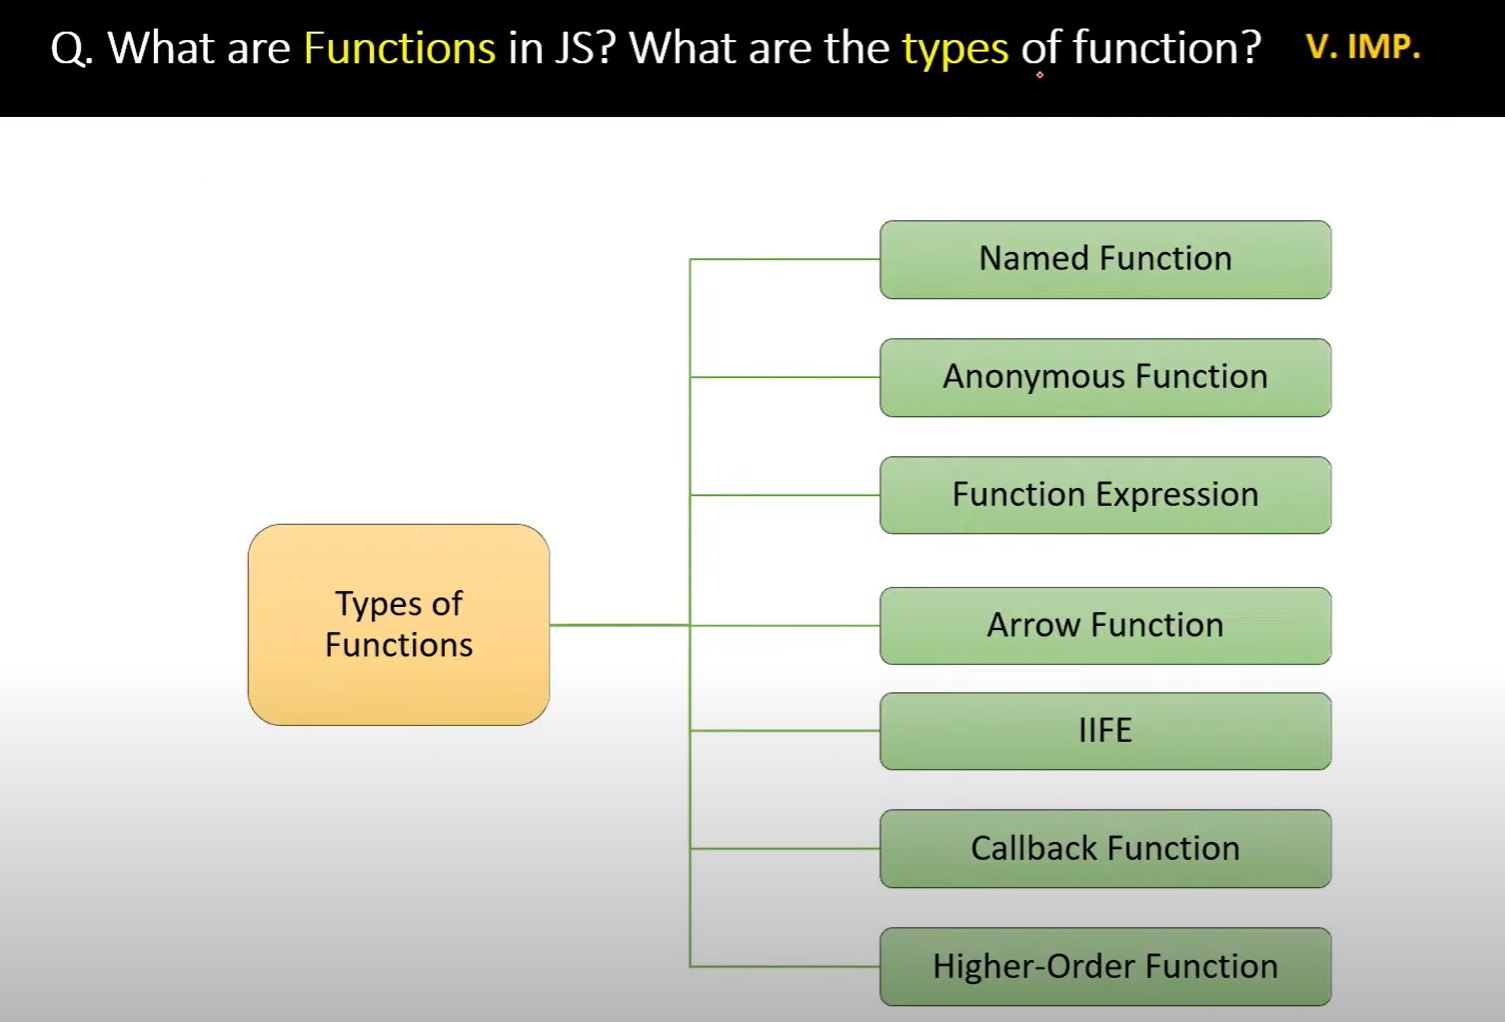 Q. What are Functions in JS? What are the types of function? V. IMP.
Named Function
Anonymous Function
Function Expression
Types of
Functions
Arrow Function
IIFE
Callback Function
Higher-Order Function